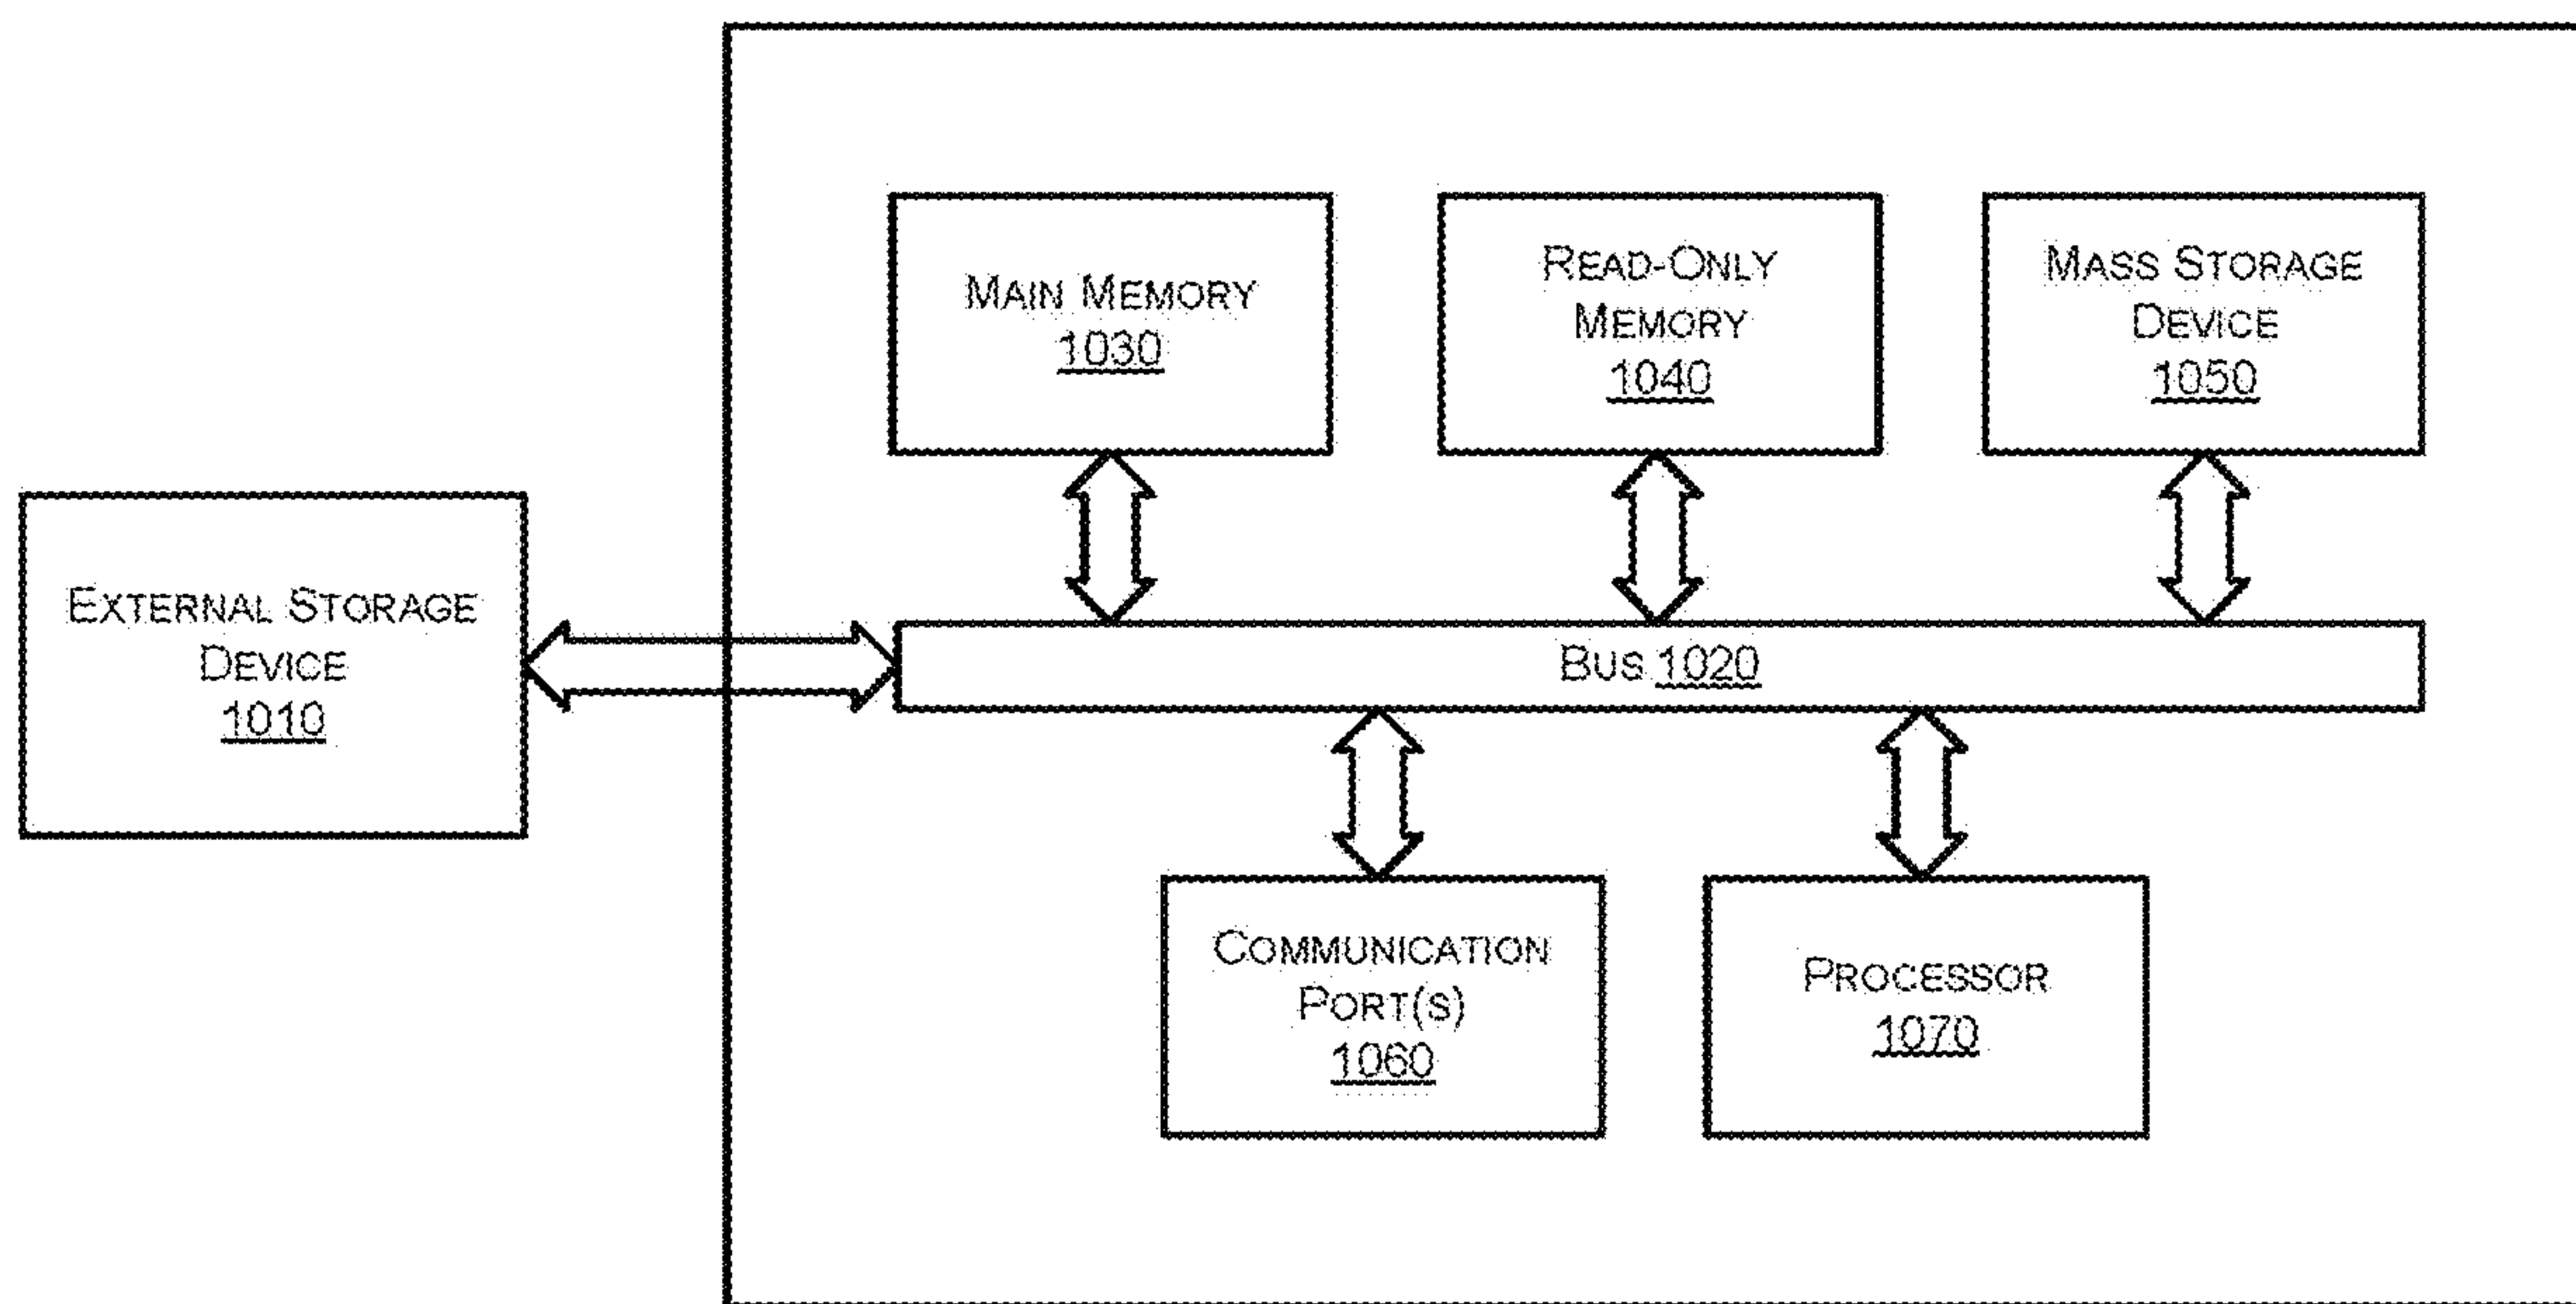 MAIN MEMORY
1030
READ-ONLY
MEMORY
1040
MASS STORAGE
DEVICE
1050
EXTERNAL STORAGE
DEVICE
1010
BUS 1020
COMMUNICATION
PORT(S)
1060
PROCESSOR
1070